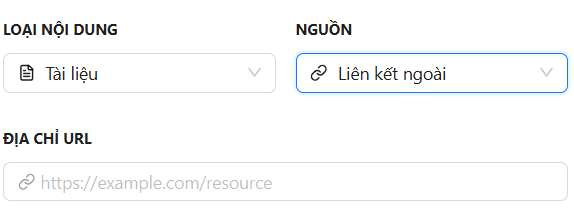 LOẠI NỘI DUNG NGUỒN
Tài liệu Liên kết ngoài
ĐỊA CHỈ URL
https://example.com/resource